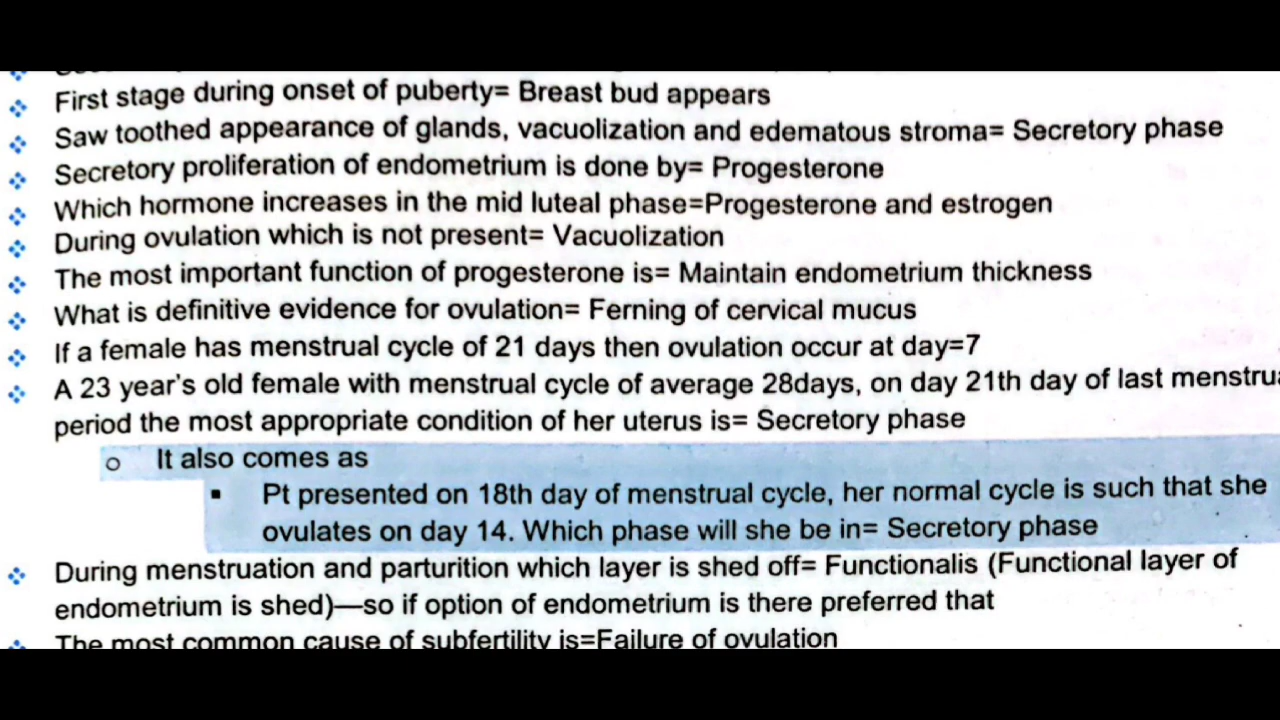 First stage during onset of puberty= Breast bud appears
Saw toothed appearance of glands, vacuolization and edematous stroma= Secretory phase
Secretory proliferation of endometrium is done by= Progesterone
Which hormone increases in the mid luteal phase=Progesterone and estrogen
During ovulation which is not present= Vacuolization
The most important function of progesterone is= Maintain endometrium thickness
What is definitive evidence for ovulation= Ferning of cervical mucus
If a female has menstrual cycle of 21 days then ovulation occur at day=7
A 23 year's old female with menstrual cycle of average 28days, on day 21th day of last menstrua
period the most appropriate condition of her uterus is= Secretory phase
It also comes as
Pt presented on 18th day of menstrual cycle, her normal cycle is such that she
ovulates on day 14. Which phase will she be in= Secretory phase
During menstruation and parturition which layer is shed off= Functionalis (Functional layer of
endometrium is shed)—so if option of endometrium is there preferred that
The most common cause of subfertility is=Failure of ovulation